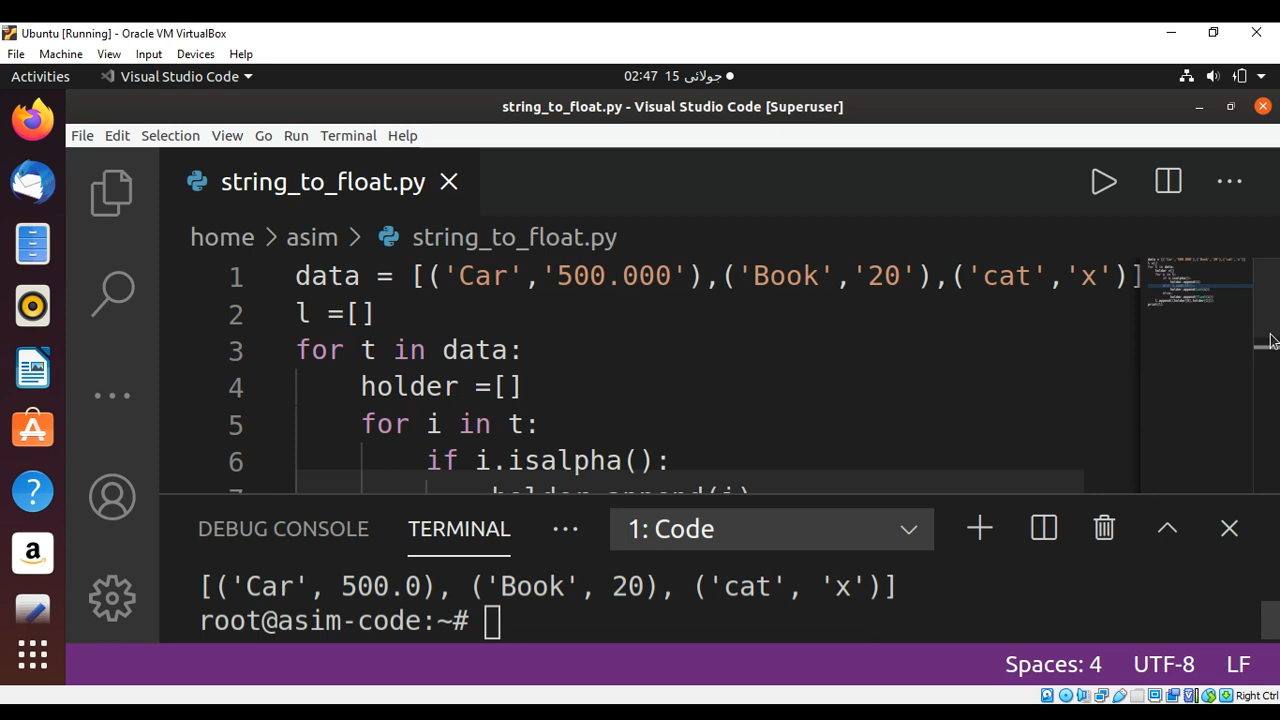 Ubuntu [Running] - Oracle VM VirtualBox
File Machine View Input Devices Help
Activities Visual Studio Code 02:47 15 جولائی
string_to_float.py - Visual Studio Code [Superuser]
File Edit Selection View Go Run Terminal Help
string_to_float.py
home > asim > string_to_float.py
1 data = [('Car','500.000'),('Book','20'),('cat','x')]
2 l =[]
3 for t in data:
4 holder =[]
5 for i in t:
6 if i.isalpha():
7 holder.append(i)
DEBUG CONSOLE TERMINAL ... 1: Code
[('Car', 500.0), ('Book', 20), ('cat', 'x')]
root@asim-code:~#
Spaces: 4 UTF-8 LF
Right Ctrl